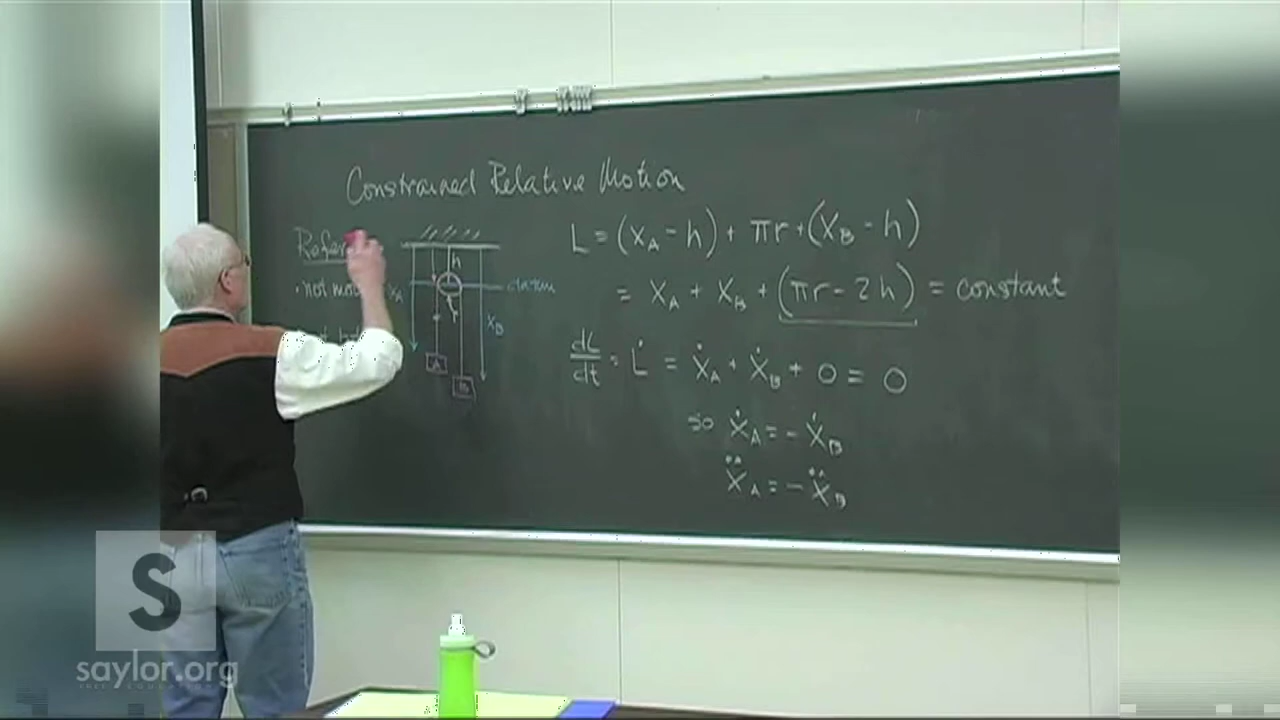 Constrained Relative Motion
L = (X_A - h) + πr + (X_B - h)
= X_A + X_B + (πr - 2h) = constant
dL/dt = L̇ = Ẋ_A + Ẋ_B + 0 = 0
so Ẋ_A = - Ẋ_B
Ẍ_A = - Ẍ_B
• not
h
X_A
datum
r
X_B
A
B
S
saylor.org